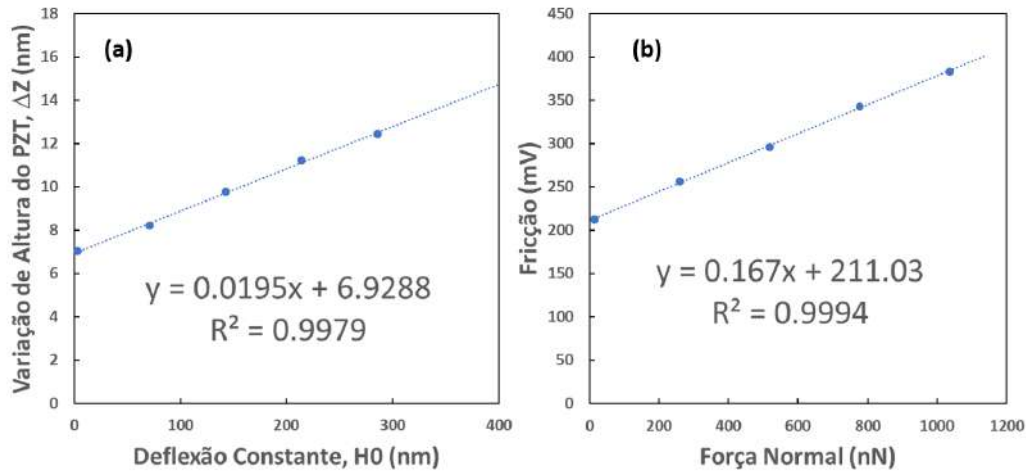 (a)
Variação de Altura do PZT, ΔZ (nm)
18
16
14
12
10
8
6
4
2
0
y = 0.0195x + 6.9288
R² = 0.9979
0 100 200 300 400
Deflexão Constante, H0 (nm)
(b)
Fricção (mV)
450
400
350
300
250
200
150
100
50
0
y = 0.167x + 211.03
R² = 0.9994
0 200 400 600 800 1000 1200
Força Normal (nN)